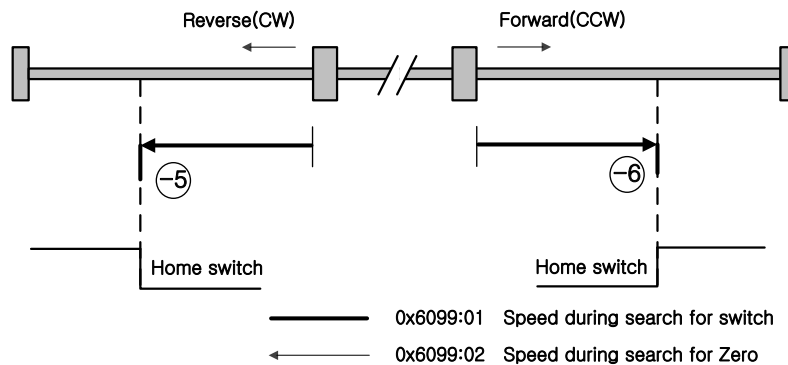 Reverse(CW)
Forward(CCW)
-5
-6
Home switch
Home switch
0x6099:01 Speed during search for switch
0x6099:02 Speed during search for Zero